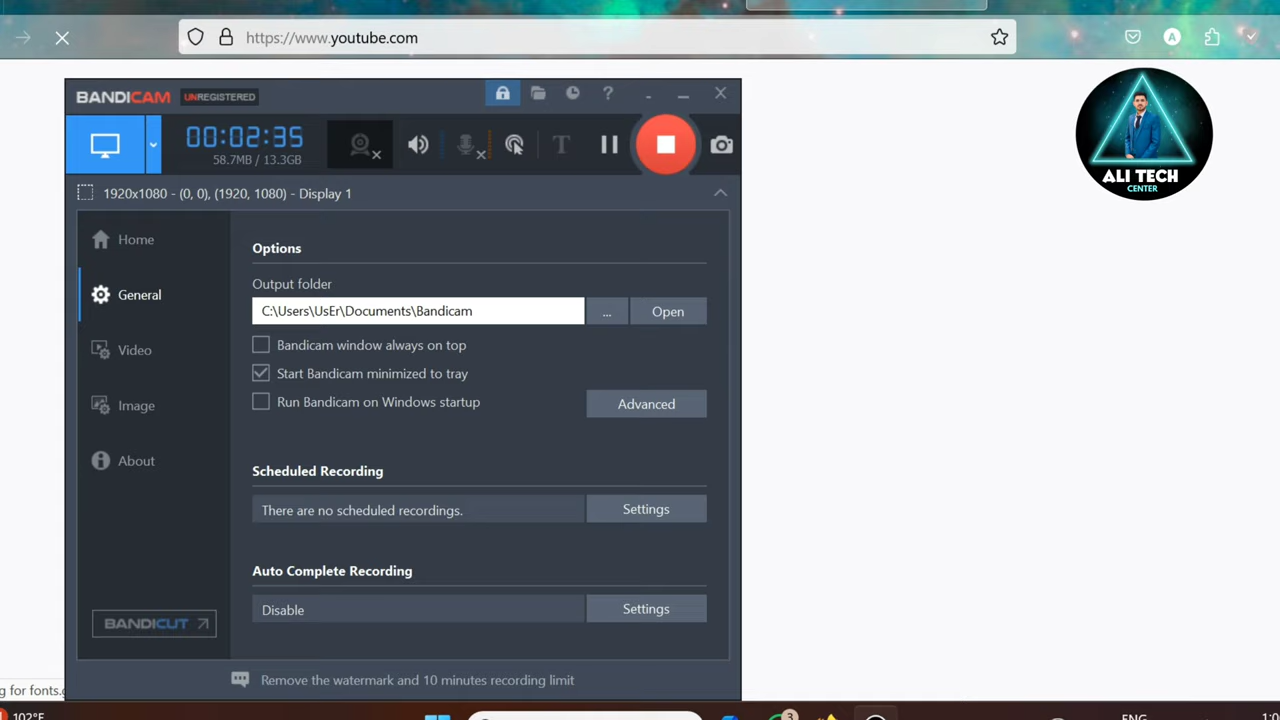 https://www.youtube.com
BANDICAM UNREGISTERED
?
00:02:35
58.7MB / 13.3GB
T
1920x1080 - (0, 0), (1920, 1080) - Display 1
ALI TECH
CENTER
Home
General
Video
Image
About
BANDICUT
Options
Output folder
C:\Users\UsEr\Documents\Bandicam
...
Open
Bandicam window always on top
Start Bandicam minimized to tray
Run Bandicam on Windows startup
Advanced
Scheduled Recording
There are no scheduled recordings.
Settings
Auto Complete Recording
Disable
Settings
Remove the watermark and 10 minutes recording limit
g for fonts.
102°F
3
ENG